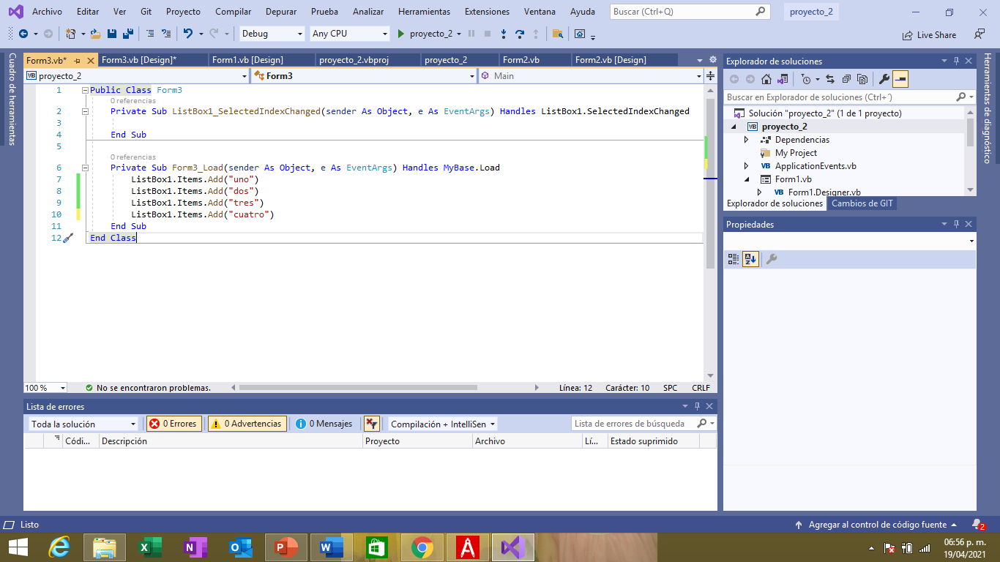 Archivo Editar Ver Git Proyecto Compilar Depurar Prueba Analizar Herramientas Extensiones Ventana Ayuda Buscar (Ctrl+Q) proyecto_2
Debug Any CPU proyecto_2 Live Share
Cuadro de herramientas
Form3.vb* Form3.vb [Design]* Form1.vb [Design] proyecto_2.vbproj proyecto_2 Form2.vb Form2.vb [Design]
VB proyecto_2 Form3 Main
1 Public Class Form3
0 referencias
2 Private Sub ListBox1_SelectedIndexChanged(sender As Object, e As EventArgs) Handles ListBox1.SelectedIndexChanged
3
4 End Sub
5
0 referencias
6 Private Sub Form3_Load(sender As Object, e As EventArgs) Handles MyBase.Load
7 ListBox1.Items.Add("uno")
8 ListBox1.Items.Add("dos")
9 ListBox1.Items.Add("tres")
10 ListBox1.Items.Add("cuatro")
11 End Sub
12 End Class
100 % No se encontraron problemas. Línea: 12 Carácter: 10 SPC CRLF
Lista de errores
Toda la solución 0 Errores 0 Advertencias 0 Mensajes Compilación + IntelliSen Lista de errores de búsqueda
Códi... Descripción Proyecto Archivo Lí... Estado suprimido
Explorador de soluciones
Buscar en Explorador de soluciones (Ctrl+´)
Solución "proyecto_2" (1 de 1 proyecto)
VB proyecto_2
Dependencias
My Project
VB ApplicationEvents.vb
Form1.vb
VB Form1.Designer.vb
Explorador de soluciones Cambios de GIT
Propiedades
Herramientas de diagnóstico
Listo Agregar al control de código fuente 2
06:56 p. m.
19/04/2021